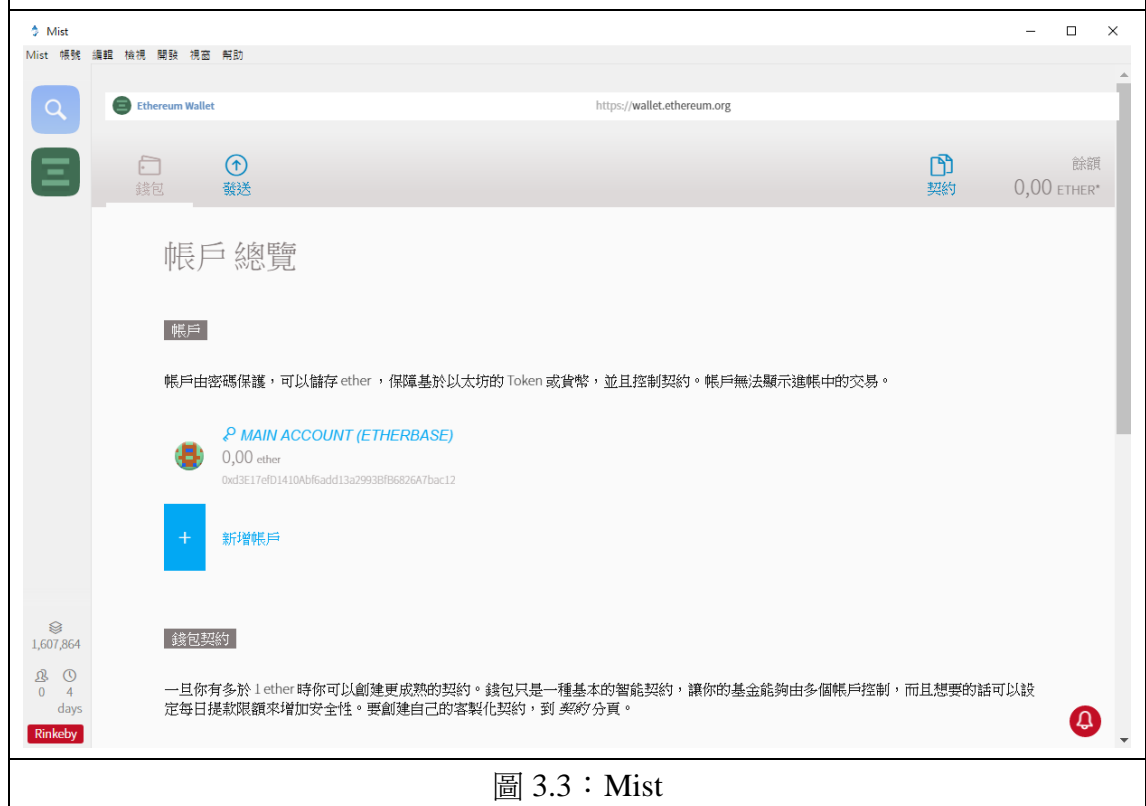 Mist
Mist 帳號 編輯 檢視 開發 視窗 幫助
Ethereum Wallet https://wallet.ethereum.org
錢包 發送 契約 餘額
0,00 ETHER*
帳戶總覽
帳戶
帳戶由密碼保護，可以儲存 ether ，保障基於以太坊的 Token 或貨幣，並且控制契約。帳戶無法顯示進帳中的交易。
MAIN ACCOUNT (ETHERBASE)
0,00 ether
0xd3E17efD1410Abf6add13a2993BfB6826A7bac12
+ 新增帳戶
1,607,864
錢包契約
0 4
days
Rinkeby
一旦你有多於 1 ether 時你可以創建更成熟的契約。錢包只是一種基本的智能契約，讓你的基金能夠由多個帳戶控制，而且想要的話可以設
定每日提款限額來增加安全性。要創建自己的客製化契約，到 契約 分頁。
圖 3.3：Mist